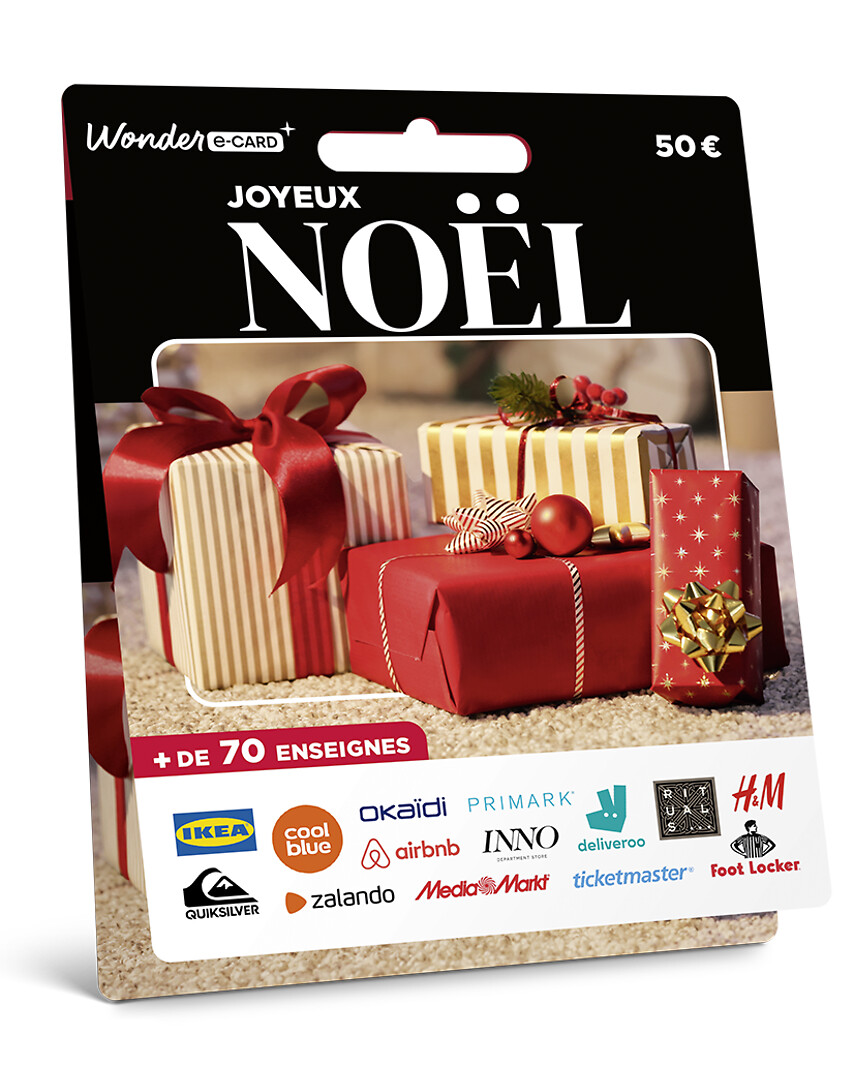 Wonder e-CARD
50 €
JOYEUX
NOËL
+ DE 70 ENSEIGNES
IKEA
cool
blue
OKAÏDI
PRIMARK
airbnb
INNO
DEPARTMENT STORE
deliveroo
RITUALS
H&M
QUIKSILVER
zalando
MediaMarkt
ticketmaster®
Foot Locker.